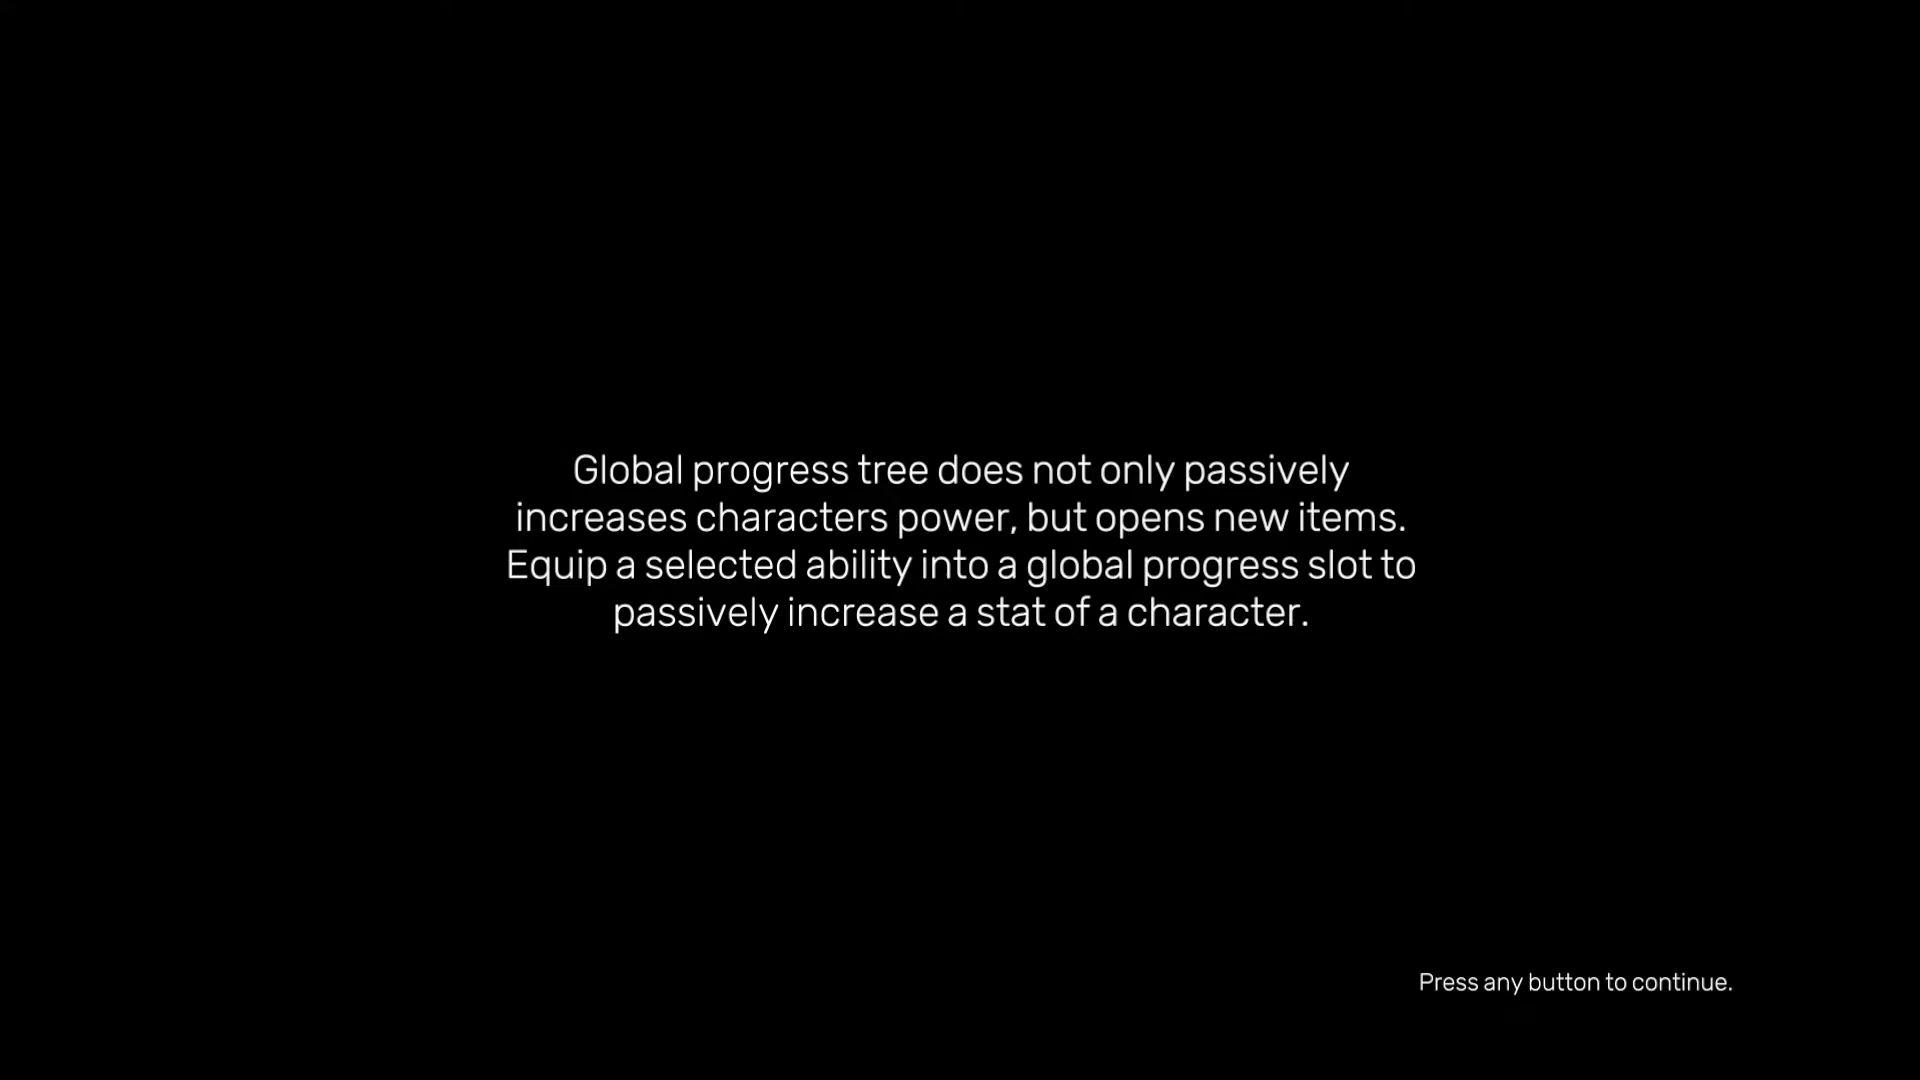 Global progress tree does not only passively
increases characters power, but opens new items.
Equip a selected ability into a global progress slot to
passively increase a stat of a character.
Press any button to continue.